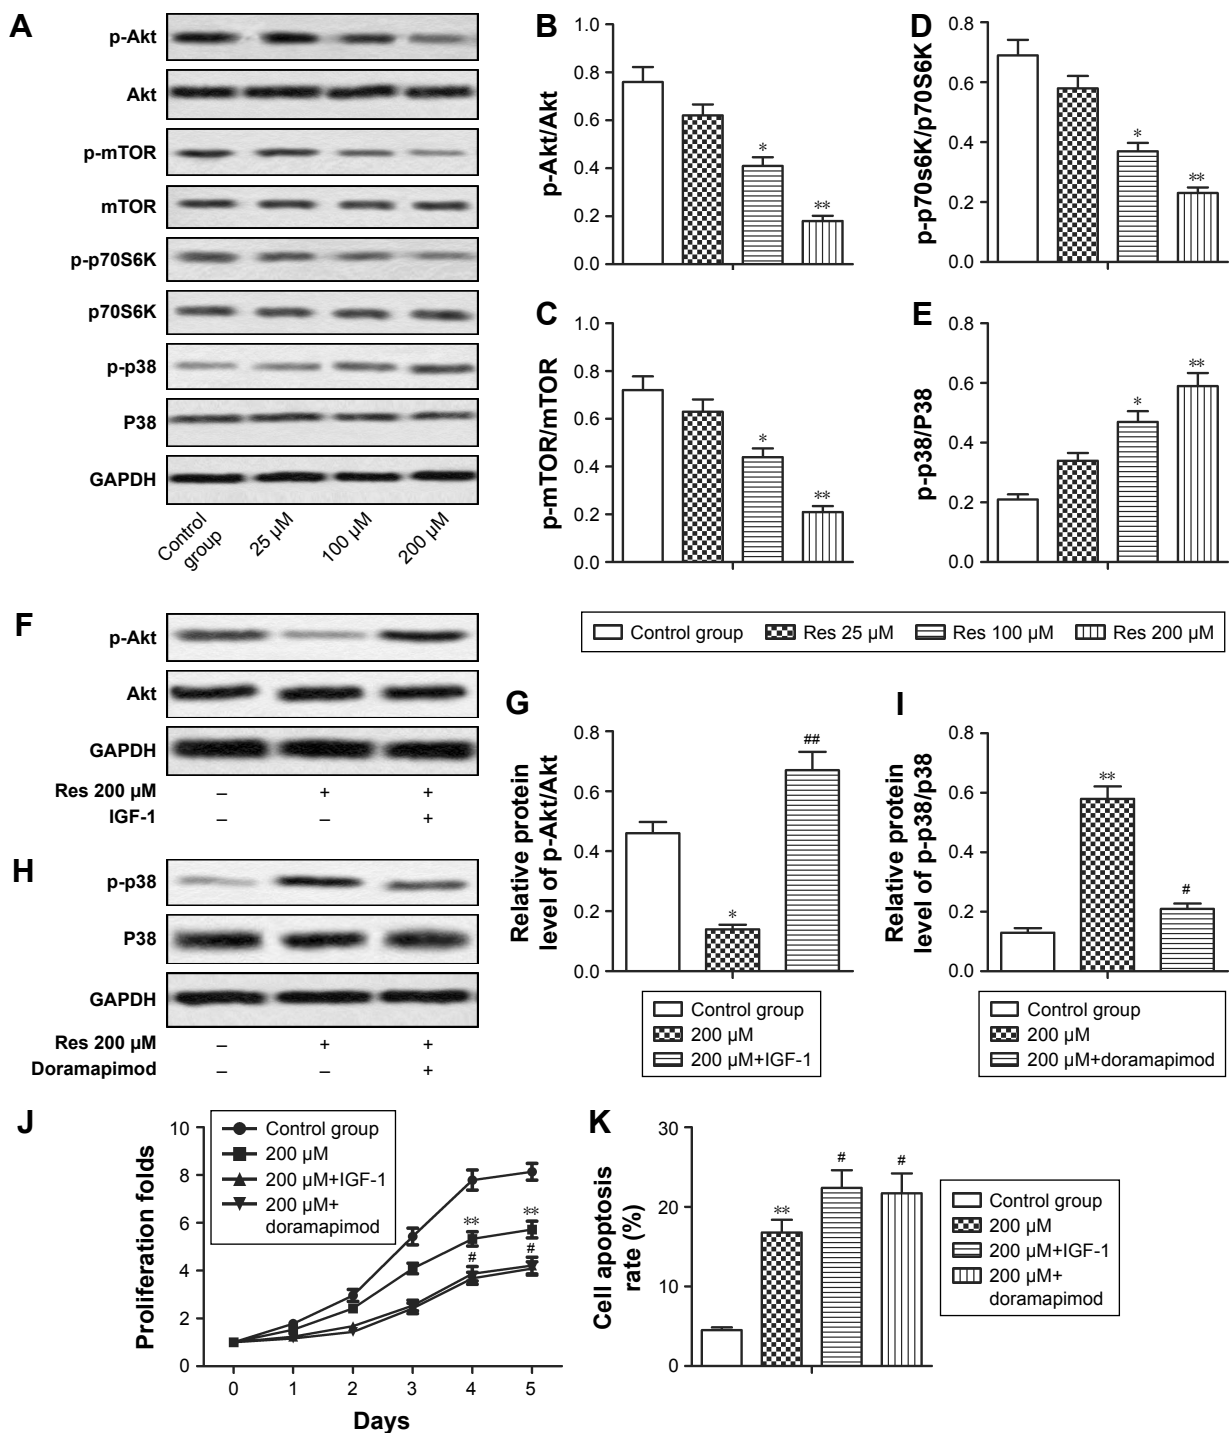 A
p-Akt
Akt
p-mTOR
mTOR
p-p70S6K
p70S6K
p-p38
P38
GAPDH
Control group
25 μM
100 μM
200 μM
B
p-Akt/Akt
1.0
0.8
0.6
0.4
0.2
0.0
*
**
D
p-p70s6K/p70S6K
0.8
0.6
0.4
0.2
0.0
*
**
C
p-mTOR/mTOR
1.0
0.8
0.6
0.4
0.2
0.0
*
**
E
p-p38/P38
0.8
0.6
0.4
0.2
0.0
*
**
Control group Res 25 μM Res 100 μM Res 200 μM
F
p-Akt
Akt
GAPDH
Res 200 μM – + +
IGF-1 – – +
G
Relative protein
level of p-Akt/Akt
0.8
0.6
0.4
0.2
0.0
*
##
Control group
200 μM
200 μM+IGF-1
H
p-p38
P38
GAPDH
Res 200 μM – + +
Doramapimod – – +
I
Relative protein
level of p-p38/p38
0.8
0.6
0.4
0.2
0.0
**
#
Control group
200 μM
200 μM+doramapimod
J
Proliferation folds
10
8
6
4
2
0
Control group
200 μM
200 μM+IGF-1
200 μM+
doramapimod
** **
# #
0 1 2 3 4 5
Days
K
Cell apoptosis
rate (%)
30
20
10
0
**
# #
Control group
200 μM
200 μM+IGF-1
200 μM+
doramapimod